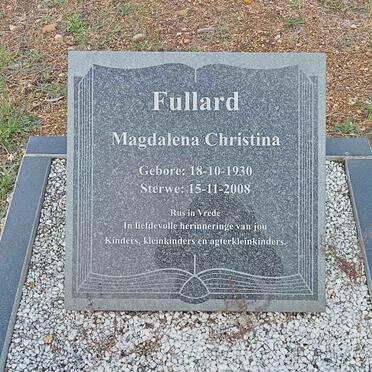 Fullard
Magdalena Christina
Gebore: 18-10-1930
Sterwe: 15-11-2008
Rus in Vrede
In liefdevolle herinneringe van jou
Kinders, kleinkinders en agterkleinkinders.